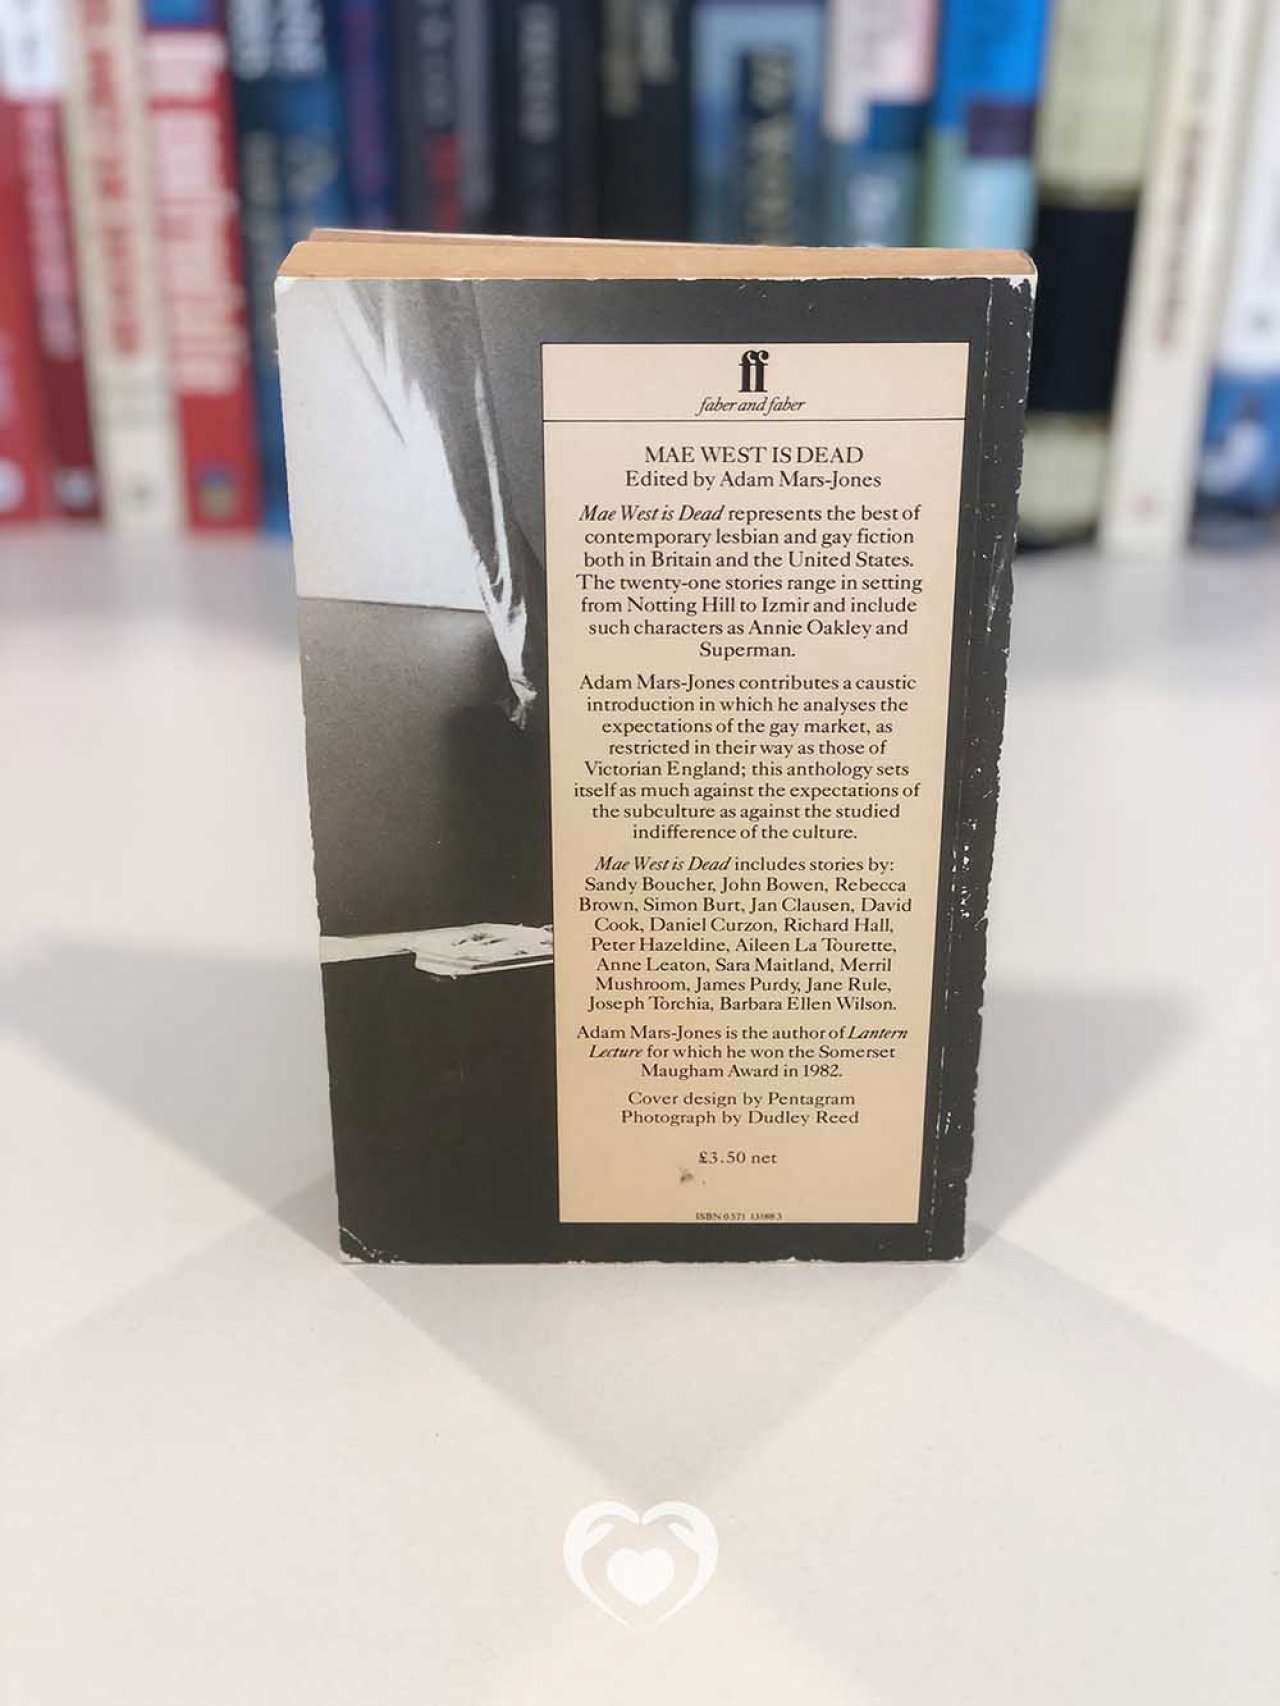 ff
faber and faber
MAE WEST IS DEAD
Edited by Adam Mars-Jones
Mae West is Dead represents the best of
contemporary lesbian and gay fiction
both in Britain and the United States.
The twenty-one stories range in setting
from Notting Hill to Izmir and include
such characters as Annie Oakley and
Superman.
Adam Mars-Jones contributes a caustic
introduction in which he analyses the
expectations of the gay market, as
restricted in their way as those of
Victorian England; this anthology sets
itself as much against the expectations of
the subculture as against the studied
indifference of the culture.
Mae West is Dead includes stories by:
Sandy Boucher, John Bowen, Rebecca
Brown, Simon Burt, Jan Clausen, David
Cook, Daniel Curzon, Richard Hall,
Peter Hazeldine, Aileen La Tourette,
Anne Leaton, Sara Maitland, Merril
Mushroom, James Purdy, Jane Rule,
Joseph Torchia, Barbara Ellen Wilson.
Adam Mars-Jones is the author of Lantern
Lecture for which he won the Somerset
Maugham Award in 1982.
Cover design by Pentagram
Photograph by Dudley Reed
£3.50 net
ISBN 0 571